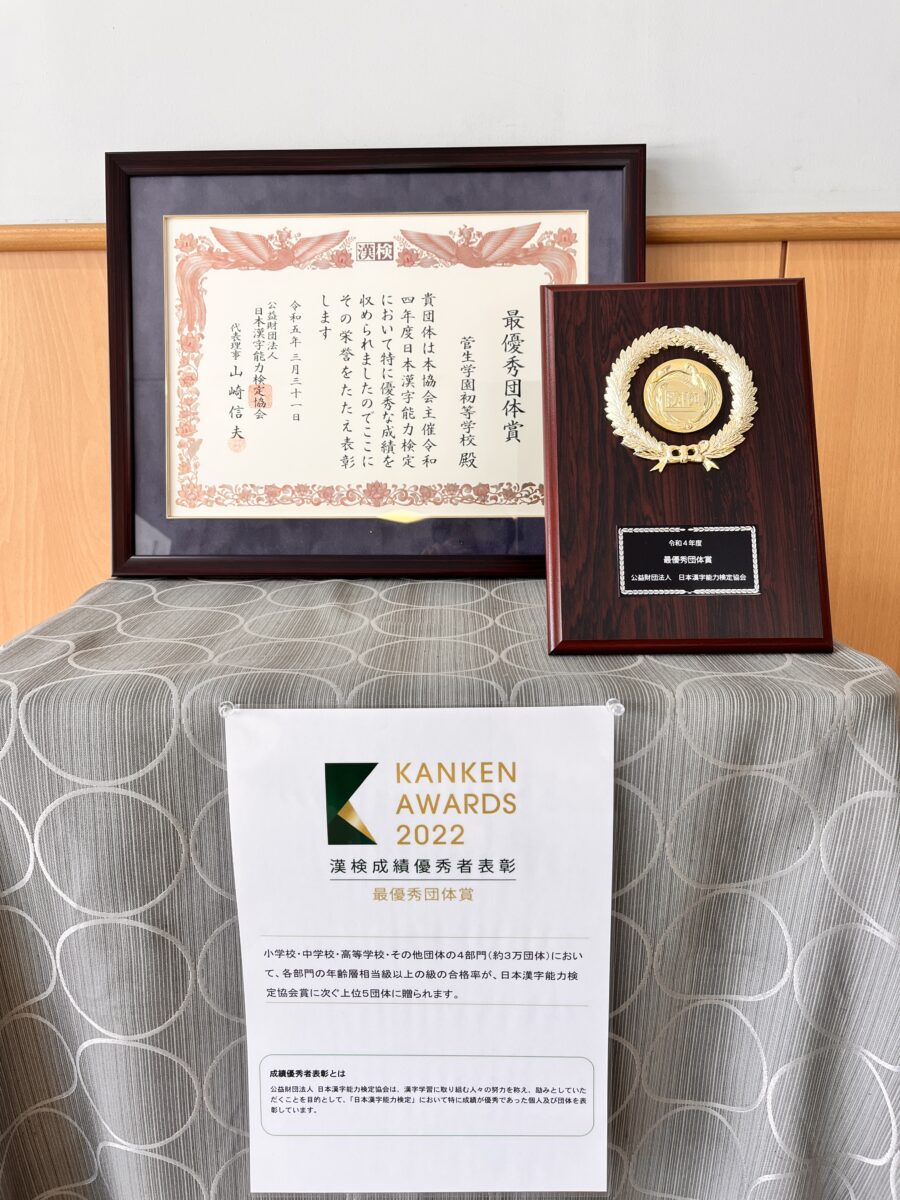 漢検
最優秀団体賞
菅生学園初等学校 殿
貴団体は本協会主催令和
四年度日本漢字能力検定
において特に優秀な成績を
収められましたのでここに
その栄誉をたたえ表彰
します
令和五年三月三十一日
公益財団法人
日本漢字能力検定協会
代表理事 山崎信夫
令和4年度
最優秀団体賞
公益財団法人 日本漢字能力検定協会
KANKEN
AWARDS
2022
漢検成績優秀者表彰
最優秀団体賞
小学校・中学校・高等学校・その他団体の4部門(約3万団体)におい
て、各部門の年齢層相当級以上の級の合格率が、日本漢字能力検
定協会賞に次ぐ上位5団体に贈られます。
成績優秀者表彰とは
公益財団法人 日本漢字能力検定協会は、漢字学習に取り組む人々の努力を称え、励みとしていた
だくことを目的として、「日本漢字能力検定」において特に成績が優秀であった個人及び団体を表
彰しています。